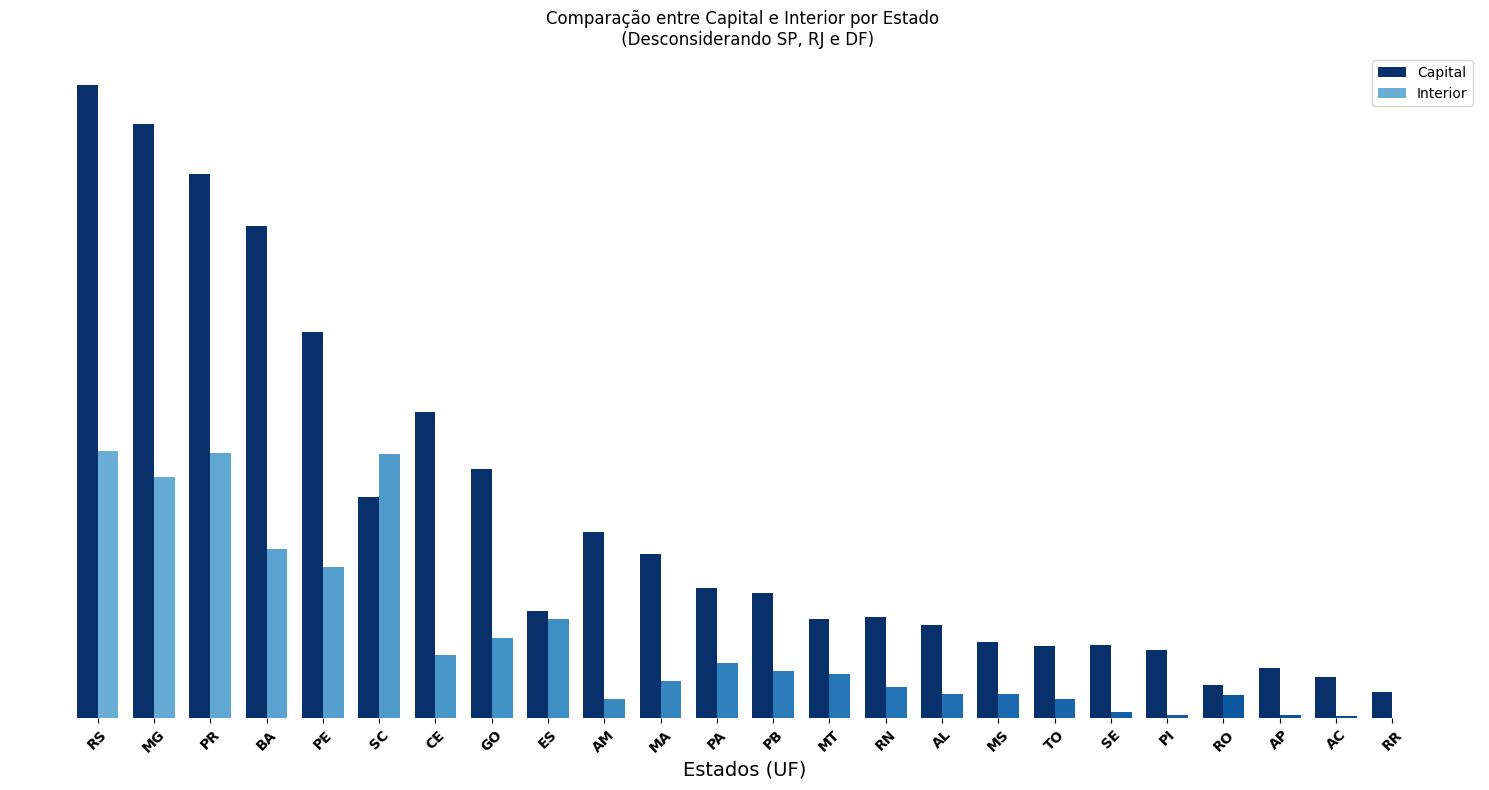 Comparação entre Capital e Interior por Estado
(Desconsiderando SP, RJ e DF)
Capital
Interior
RS
MG
PR
BA
PE
SC
CE
GO
ES
AM
MA
PA
PB
MT
RN
AL
MS
TO
SE
PI
RO
AP
AC
RR
Estados (UF)